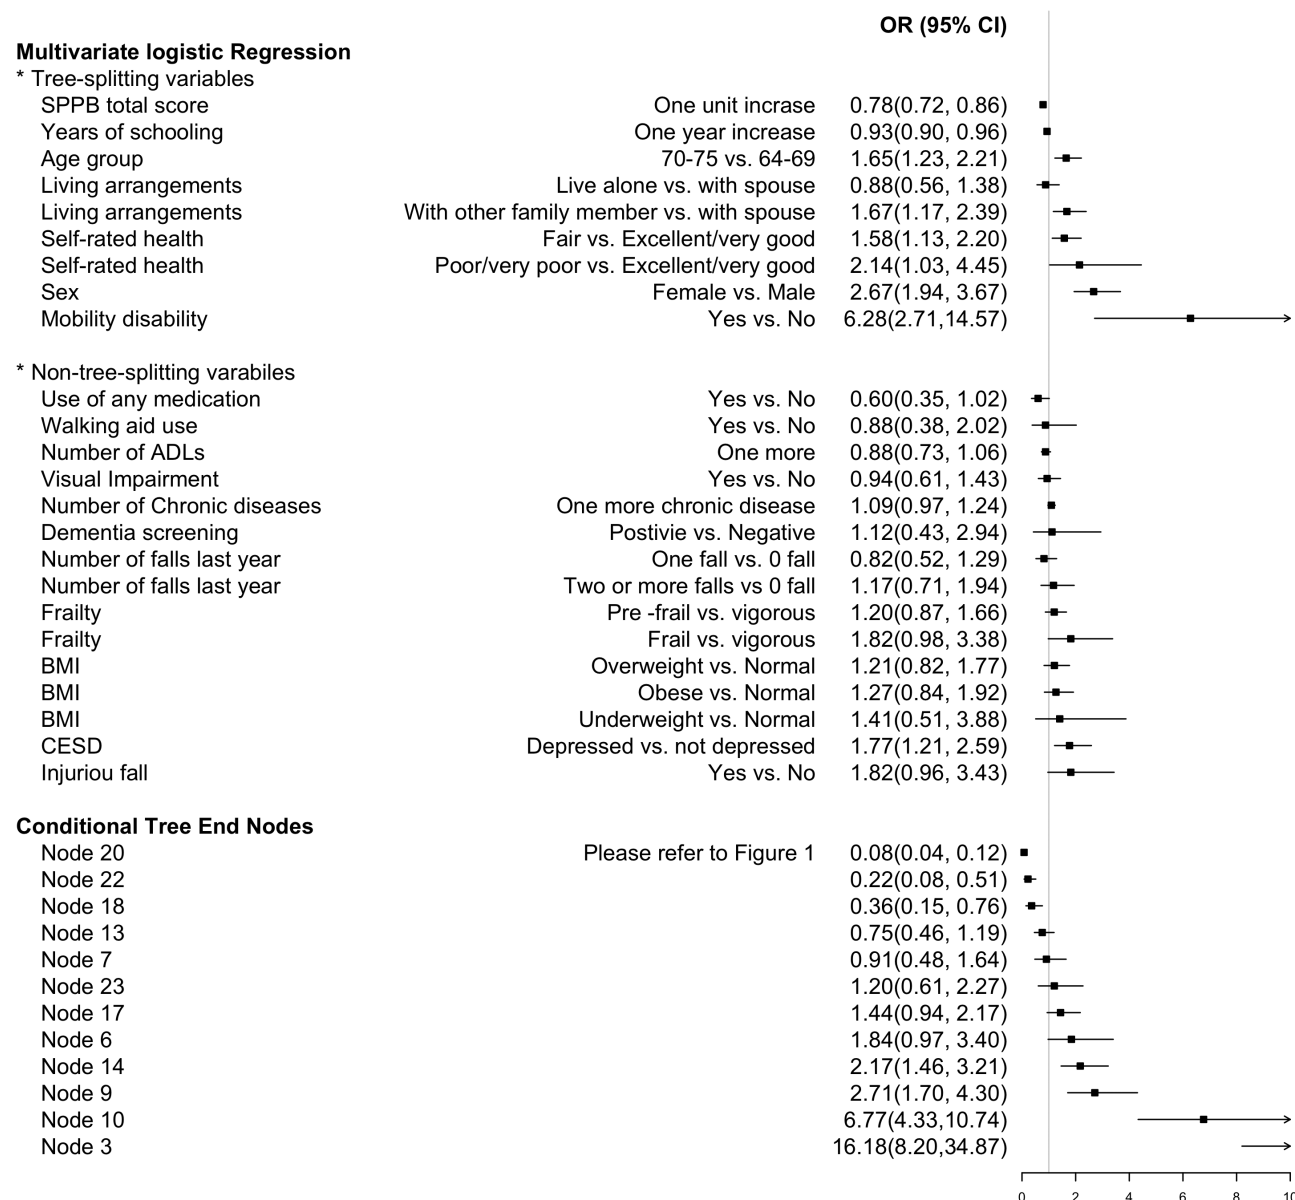 OR (95% CI)
Multivariate logistic Regression
* Tree-splitting variables
SPPB total score One unit incrase 0.78(0.72, 0.86)
Years of schooling One year increase 0.93(0.90, 0.96)
Age group 70-75 vs. 64-69 1.65(1.23, 2.21)
Living arrangements Live alone vs. with spouse 0.88(0.56, 1.38)
Living arrangements With other family member vs. with spouse 1.67(1.17, 2.39)
Self-rated health Fair vs. Excellent/very good 1.58(1.13, 2.20)
Self-rated health Poor/very poor vs. Excellent/very good 2.14(1.03, 4.45)
Sex Female vs. Male 2.67(1.94, 3.67)
Mobility disability Yes vs. No 6.28(2.71,14.57)
* Non-tree-splitting varabiles
Use of any medication Yes vs. No 0.60(0.35, 1.02)
Walking aid use Yes vs. No 0.88(0.38, 2.02)
Number of ADLs One more 0.88(0.73, 1.06)
Visual Impairment Yes vs. No 0.94(0.61, 1.43)
Number of Chronic diseases One more chronic disease 1.09(0.97, 1.24)
Dementia screening Postivie vs. Negative 1.12(0.43, 2.94)
Number of falls last year One fall vs. 0 fall 0.82(0.52, 1.29)
Number of falls last year Two or more falls vs 0 fall 1.17(0.71, 1.94)
Frailty Pre -frail vs. vigorous 1.20(0.87, 1.66)
Frailty Frail vs. vigorous 1.82(0.98, 3.38)
BMI Overweight vs. Normal 1.21(0.82, 1.77)
BMI Obese vs. Normal 1.27(0.84, 1.92)
BMI Underweight vs. Normal 1.41(0.51, 3.88)
CESD Depressed vs. not depressed 1.77(1.21, 2.59)
Injuriou fall Yes vs. No 1.82(0.96, 3.43)
Conditional Tree End Nodes
Node 20 Please refer to Figure 1 0.08(0.04, 0.12)
Node 22 0.22(0.08, 0.51)
Node 18 0.36(0.15, 0.76)
Node 13 0.75(0.46, 1.19)
Node 7 0.91(0.48, 1.64)
Node 23 1.20(0.61, 2.27)
Node 17 1.44(0.94, 2.17)
Node 6 1.84(0.97, 3.40)
Node 14 2.17(1.46, 3.21)
Node 9 2.71(1.70, 4.30)
Node 10 6.77(4.33,10.74)
Node 3 16.18(8.20,34.87)
0 2 4 6 8 10